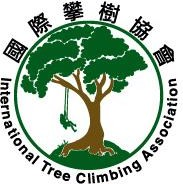 國際攀樹協會
International Tree Climbing Association